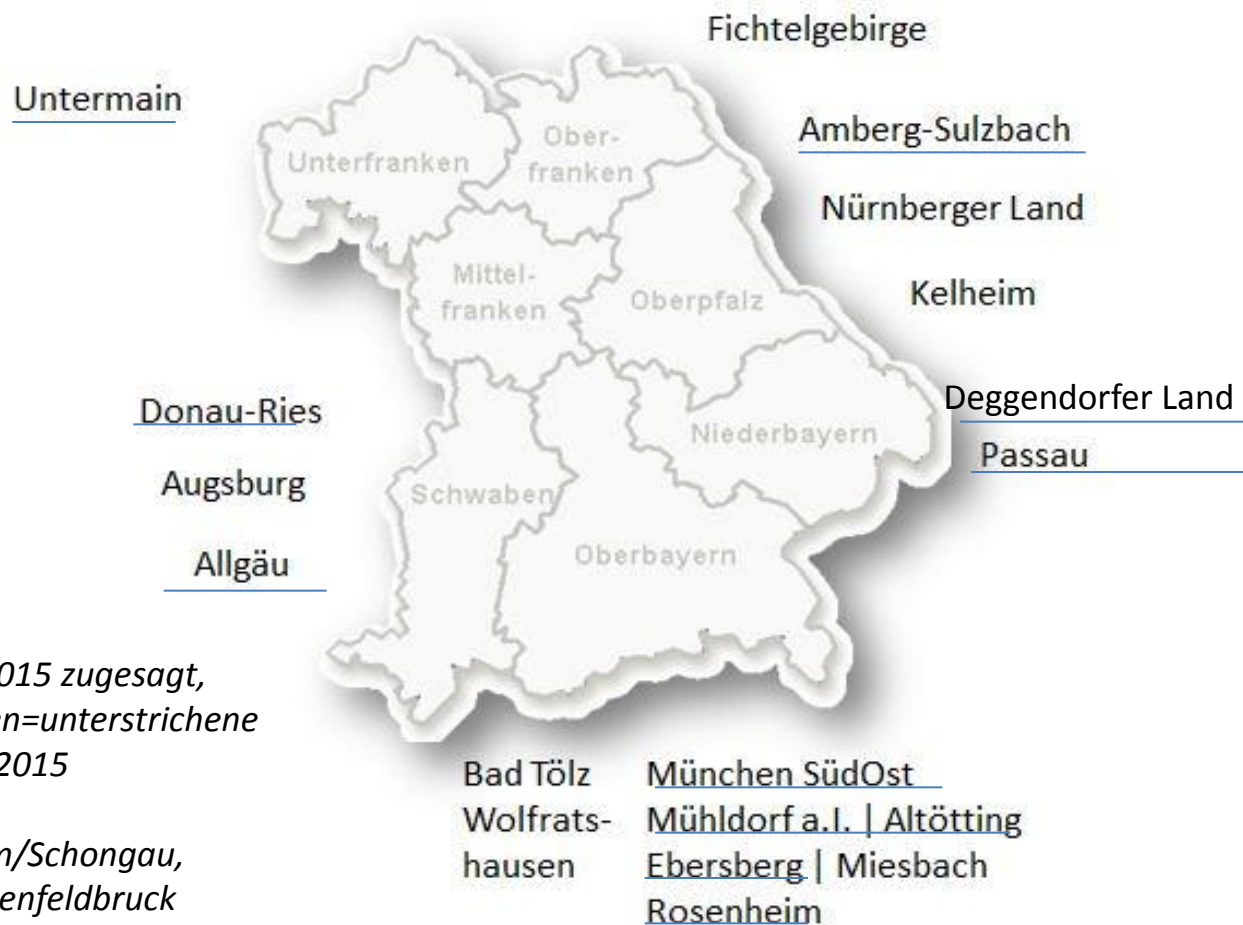 Fichtelgebirge
Untermain
Amberg-Sulzbach
Ober-
franken
Unterfranken
Nürnberger Land
Mittel-
franken
Oberpfalz
Kelheim
Donau-Ries
Deggendorfer Land
Niederbayern
Passau
Augsburg
Schwaben
Allgäu
Oberbayern
015 zugesagt,
en=unterstrichene
2015
m/Schongau,
enfeldbruck
Bad Tölz
Wolfrats-
hausen
München SüdOst
Mühldorf a.I. | Altötting
Ebersberg | Miesbach
Rosenheim